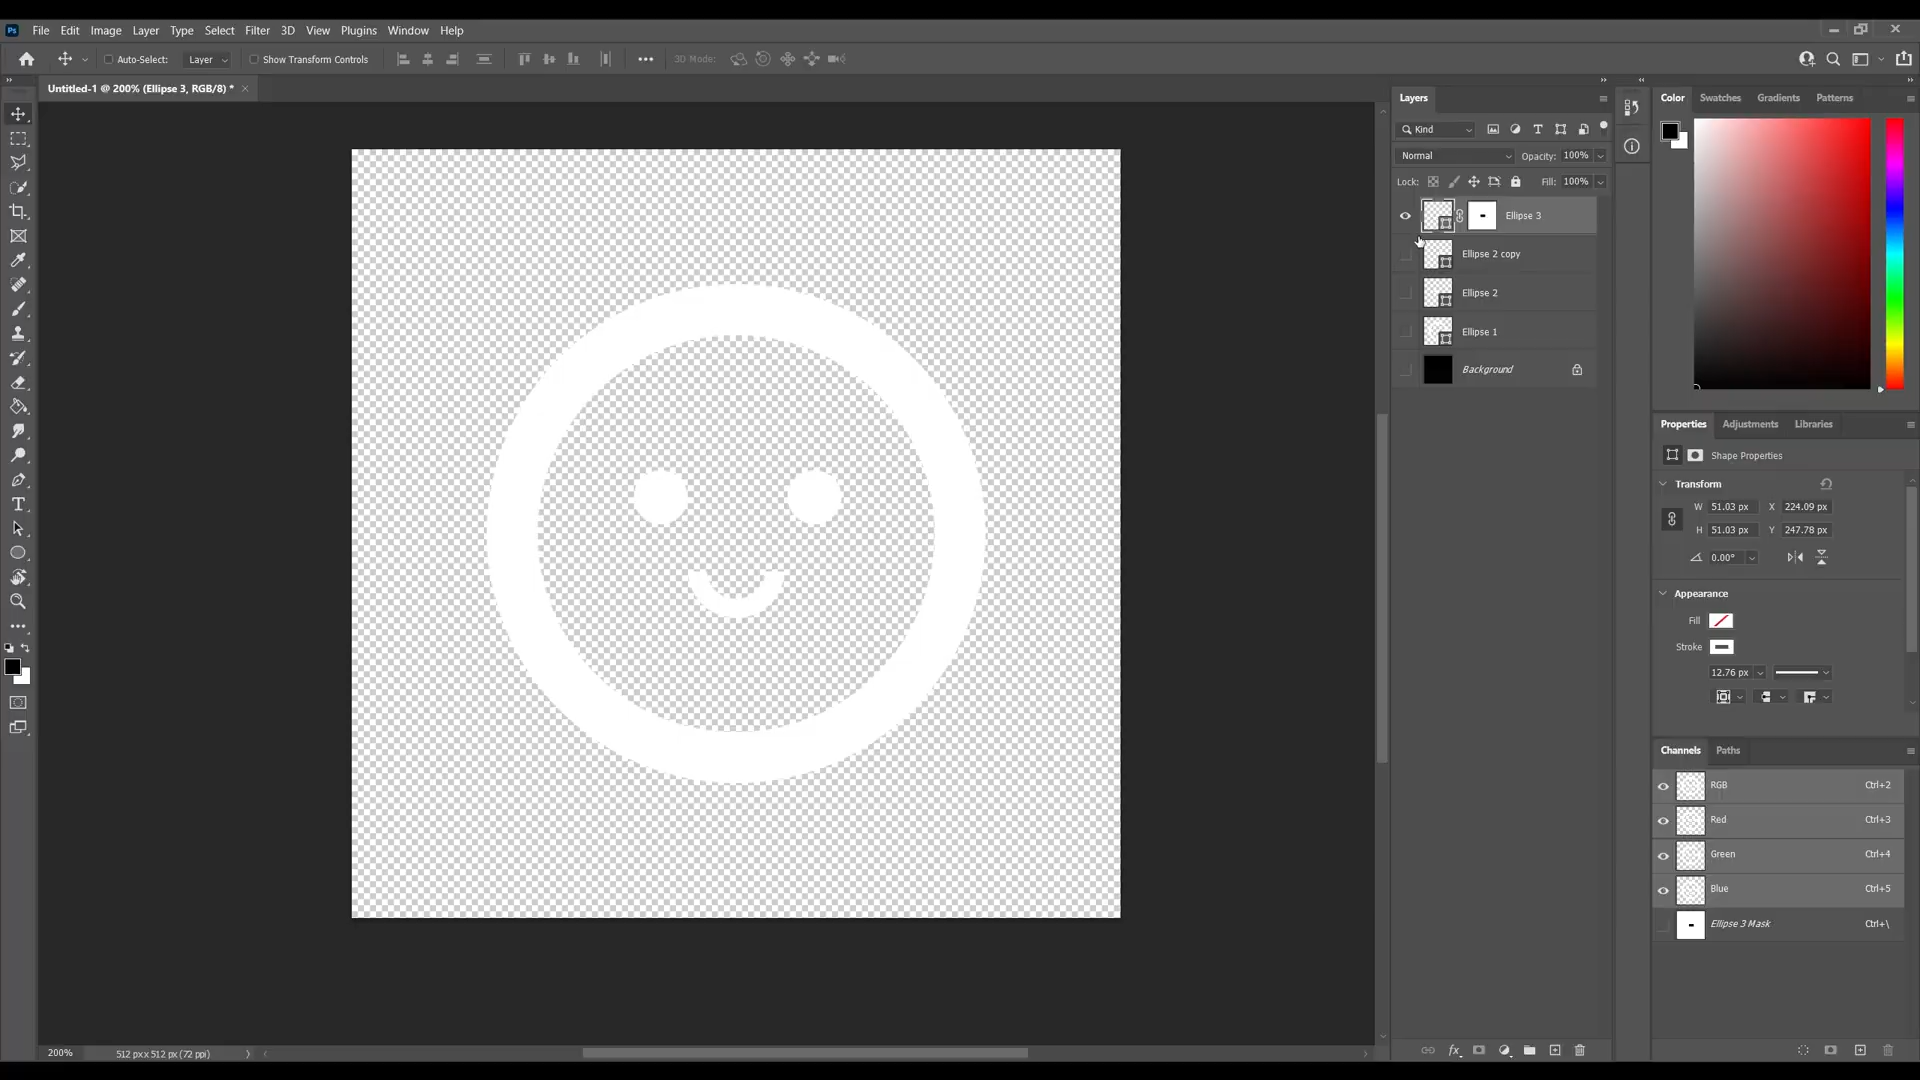 Ps File Edit Image Layer Type Select Filter 3D View Plugins Window Help
Auto-Select: Layer Show Transform Controls 3D Mode:
Untitled-1 @ 200% (Ellipse 3, RGB/8) *
Layers
Kind
Normal Opacity: 100%
Lock: Fill: 100%
Ellipse 3
Ellipse 2 copy
Ellipse 2
Ellipse 1
Background
Color Swatches Gradients Patterns
Properties Adjustments Libraries
Shape Properties
Transform
W 51.03 px X 224.09 px
H 51.03 px Y 247.78 px
0.00°
Appearance
Fill
Stroke
12.76 px
Channels Paths
RGB Ctrl+2
Red Ctrl+3
Green Ctrl+4
Blue Ctrl+5
Ellipse 3 Mask Ctrl+\
fx
200% 512 px x 512 px (72 ppi)